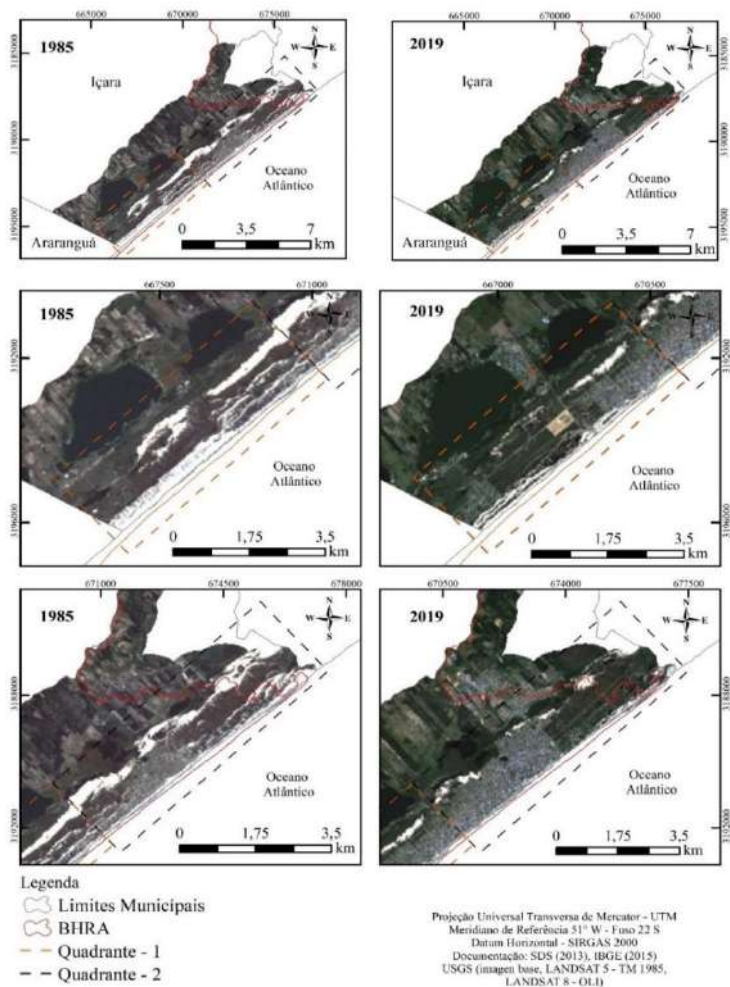 665000 670000 675000
1985
N
W E
S
3185000
3190000
3195000
Içara
Oceano
Atlântico
Araranguá
0 3,5 7
km
665000 670000 675000
2019
N
W E
S
3185000
3190000
3195000
Içara
Oceano
Atlântico
Araranguá
0 3,5 7
km
667500 671000
1985
3192000
3196000
Oceano
Atlântico
0 1,75 3,5
km
667000 670500
2019
3192000
3196000
Oceano
Atlântico
0 1,75 3,5
km
671000 674500 678000
1985
N
W E
S
3188000
3192000
Oceano
Atlântico
0 1,75 3,5
km
670500 674000 677500
2019
N
W E
S
3188000
3192000
Oceano
Atlântico
0 1,75 3,5
km
Legenda
Limites Municípais
BHRA
Quadrante - 1
Quadrante - 2
Projeção Universal Transversa de Mercator - UTM
Meridiano de Referência 51° W - Fuso 22 S
Datum Horizontal - SIRGAS 2000
Documentação: SDS (2013), IBGE (2015)
USGS (imagen base, LANDSAT 5 - TM 1985,
LANDSAT 8 - OLI)